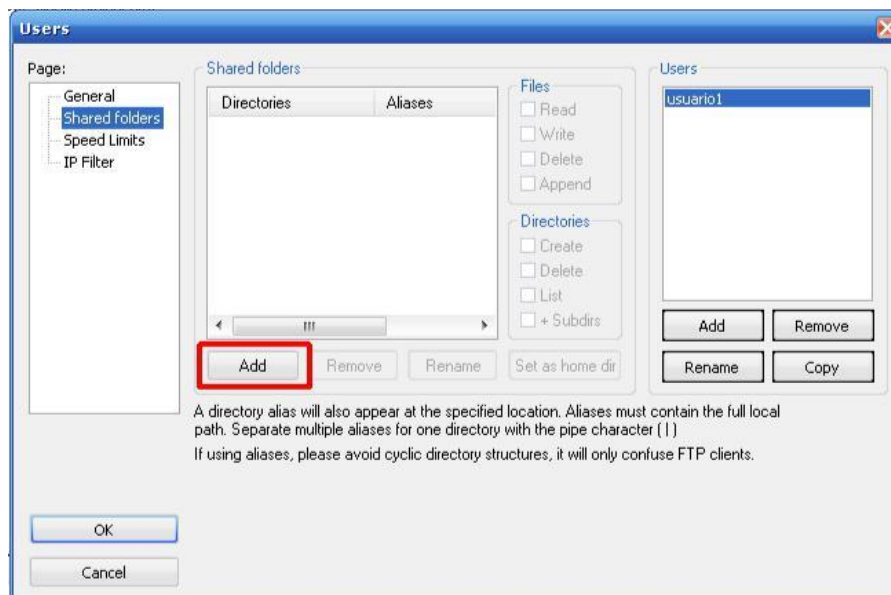 Users
Page:
General
Shared folders
Speed Limits
IP Filter
Shared folders
Directories Aliases
Files
Read
Write
Delete
Append
Directories
Create
Delete
List
+ Subdirs
Add Remove Rename Set as home dir
Users
usuario1
Add Remove
Rename Copy
A directory alias will also appear at the specified location. Aliases must contain the full local
path. Separate multiple aliases for one directory with the pipe character ( | )
If using aliases, please avoid cyclic directory structures, it will only confuse FTP clients.
OK
Cancel